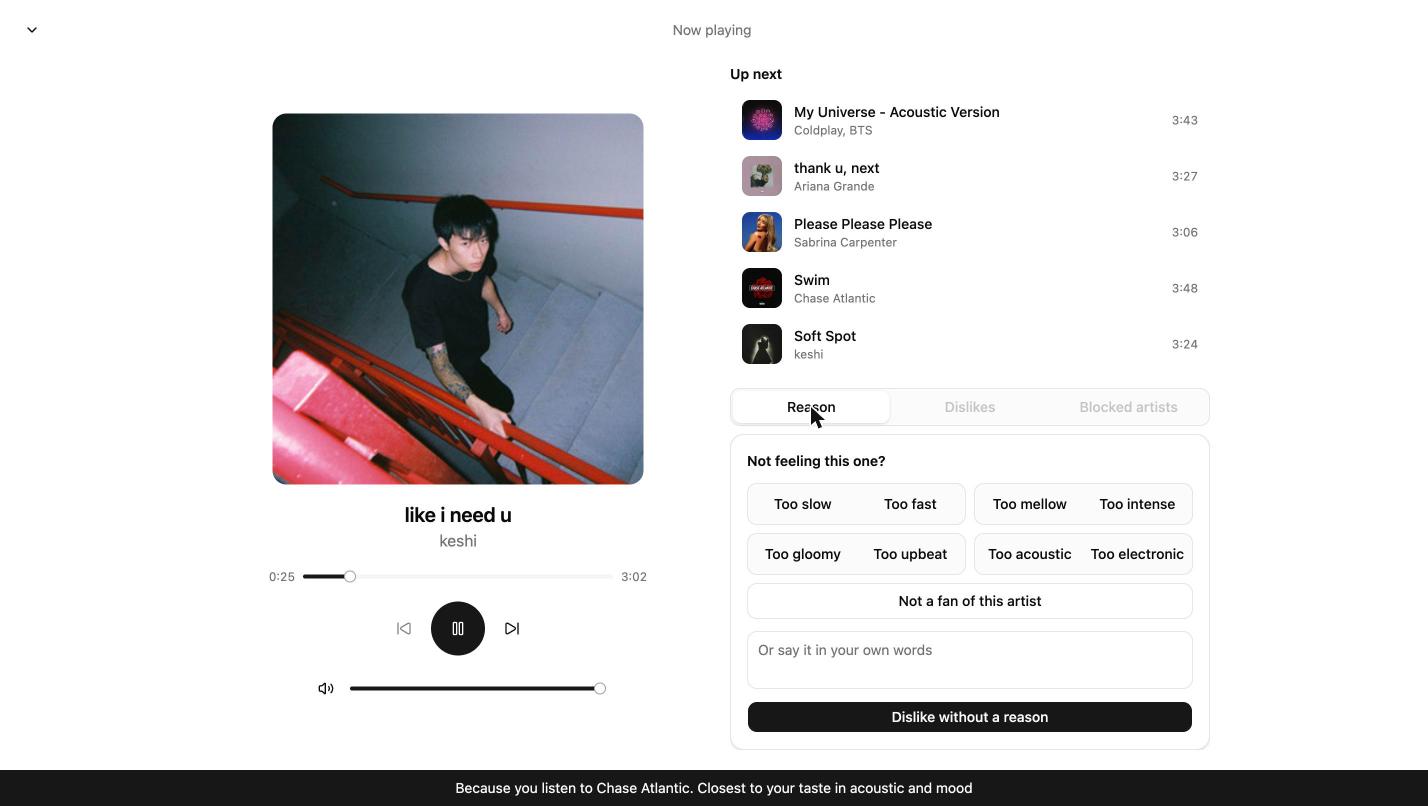 Now playing
Up next
My Universe - Acoustic Version
Coldplay, BTS
3:43
thank u, next
Ariana Grande
3:27
Please Please Please
Sabrina Carpenter
3:06
Swim
Chase Atlantic
3:48
Soft Spot
keshi
3:24
like i need u
keshi
0:25
3:02
Reason
Dislikes
Blocked artists
Not feeling this one?
Too slow
Too fast
Too mellow
Too intense
Too gloomy
Too upbeat
Too acoustic
Too electronic
Not a fan of this artist
Or say it in your own words
Dislike without a reason
Because you listen to Chase Atlantic. Closest to your taste in acoustic and mood